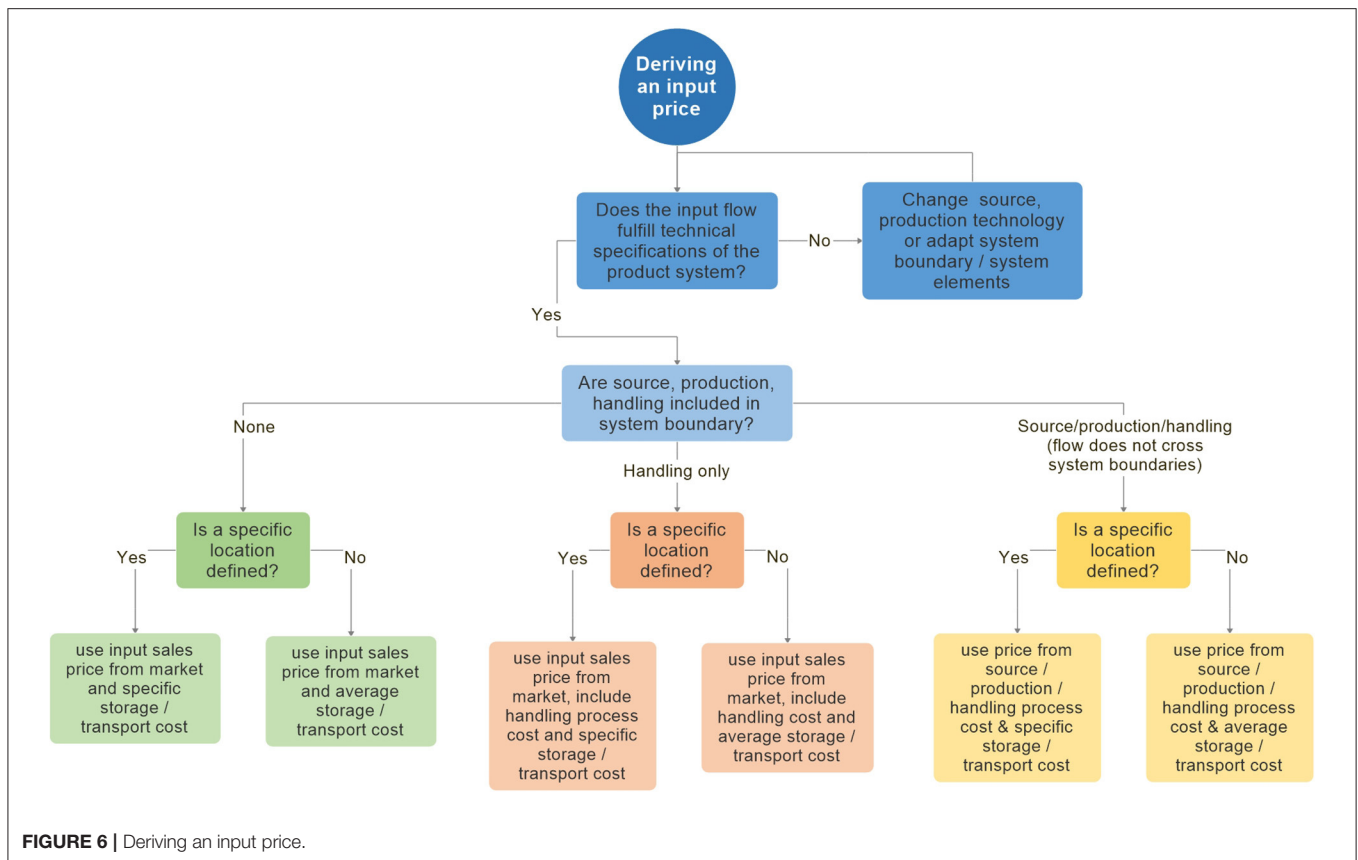 Deriving
an input
price
Does the input flow
fulfill technical
specifications of the
product system?
No
Change source,
production technology
or adapt system
boundary / system
elements
Yes
Are source, production,
handling included in
system boundary?
None
Handling only
Source/production/handling
(flow does not cross
system boundaries)
Is a specific
location
defined?
Yes
No
Is a specific
location
defined?
Yes
No
Is a specific
location
defined?
Yes
No
use input sales
price from market
and specific
storage /
transport cost
use input sales
price from market
and average
storage /
transport cost
use input sales
price from
market, include
handling process
cost and specific
storage /
transport cost
use input sales
price from
market, include
handling cost and
average storage /
transport cost
use price from
source /
production /
handling process
cost & specific
storage /
transport cost
use price from
source /
production /
handling process
cost & average
storage /
transport cost
FIGURE 6 | Deriving an input price.